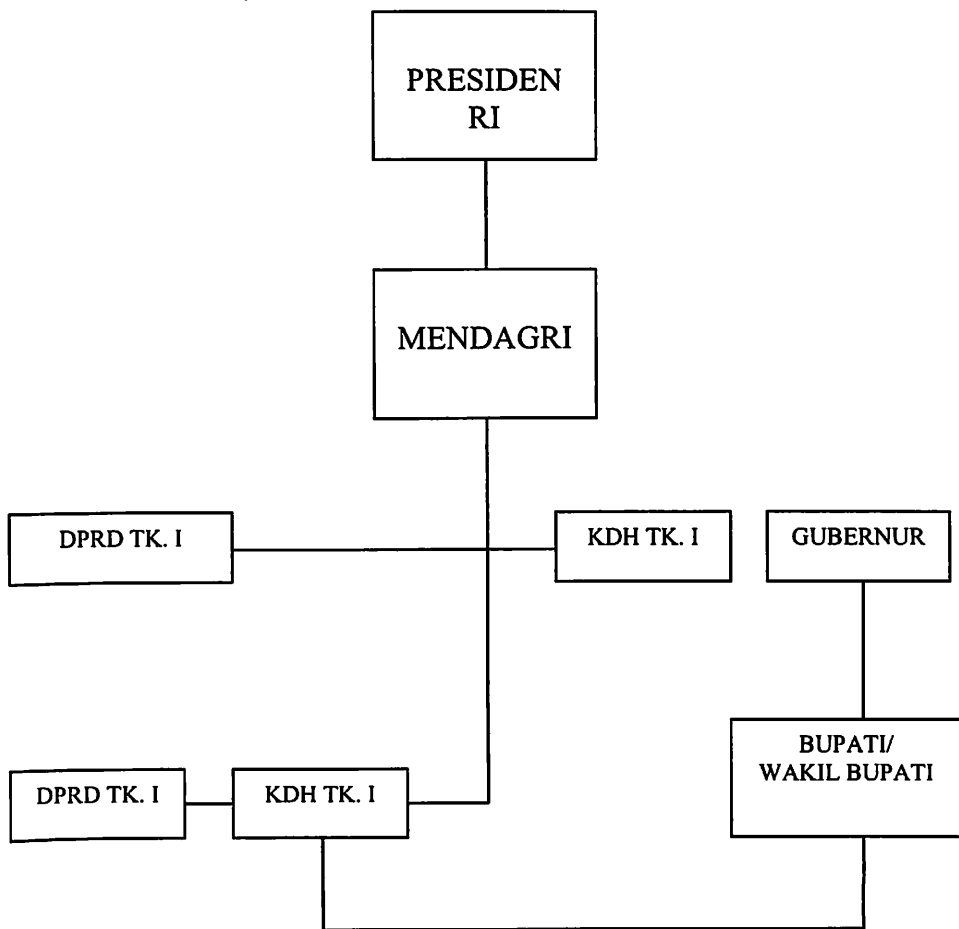 PRESIDEN
RI
MENDAGRI
DPRD TK. I
KDH TK. I
GUBERNUR
BUPATI/
WAKIL BUPATI
DPRD TK. I
KDH TK. I